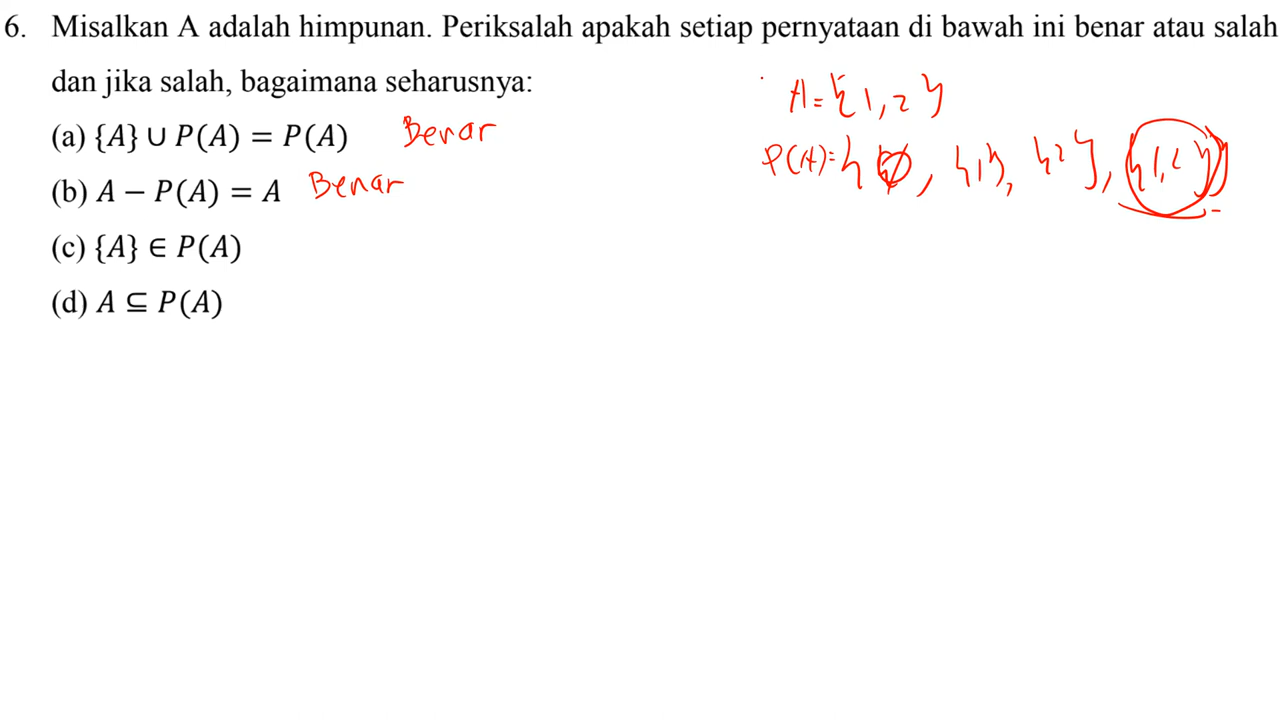 6. Misalkan A adalah himpunan. Periksalah apakah setiap pernyataan di bawah ini benar atau salah
dan jika salah, bagaimana seharusnya:
A = {1, 2}
(a) {A} ∪ P(A) = P(A) Benar
P(A) = {∅, {1}, {2}, {1, 2}}
(b) A − P(A) = A Benar
(c) {A} ∈ P(A)
(d) A ⊆ P(A)